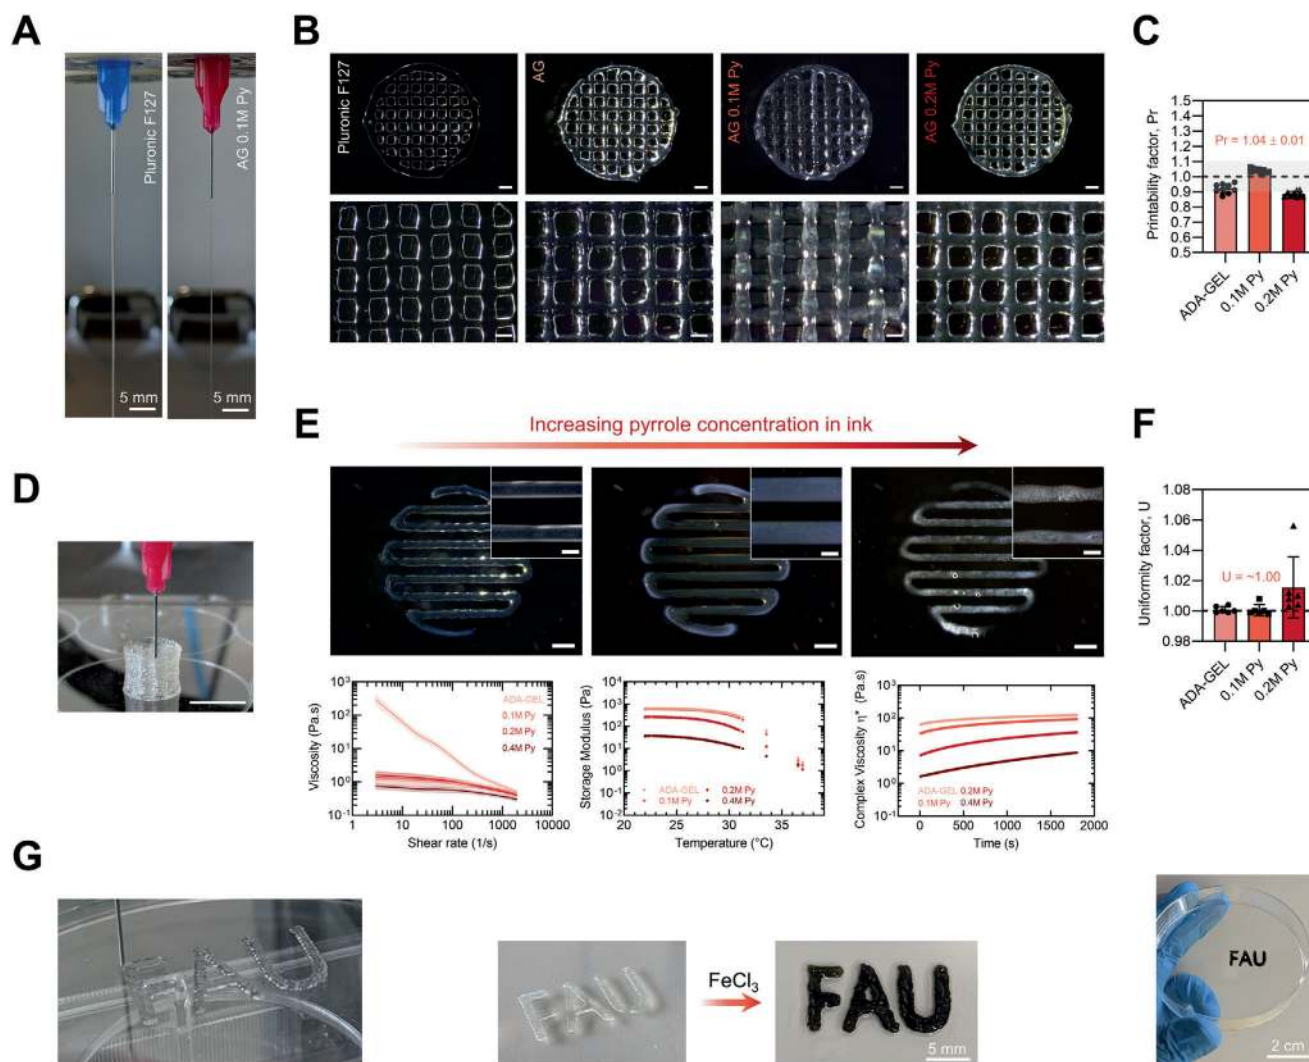 A
Pluronic F127
AG 0.1M Py
5 mm
5 mm
B
Pluronic F127
AG
AG 0.1M Py
AG 0.2M Py
C
Printability factor, Pr
1.5
1.4
1.3
1.2
1.1
1.0
0.9
0.8
0.7
0.6
0.5
Pr = 1.04 ± 0.01
ADA-GEL
0.1M Py
0.2M Py
D
E
Increasing pyrrole concentration in ink
Viscosity (Pa.s)
10³
10²
10¹
10⁰
10⁻¹
ADA-GEL
0.1M Py
0.2M Py
0.4M Py
1
10
100
1000
10000
Shear rate (1/s)
Storage Modulus (Pa)
10⁴
10³
10²
10¹
10⁰
10⁻¹
10⁻²
ADA-GEL
0.2M Py
0.1M Py
0.4M Py
20
25
30
35
Temperature (°C)
Complex Viscosity η* (Pa.s)
10³
10²
10¹
10⁰
10⁻¹
ADA-GEL 0.2M Py
0.1M Py 0.4M Py
0
500
1000
1500
2000
Time (s)
F
Uniformity factor, U
1.08
1.06
1.04
1.02
1.00
0.98
U = ~1.00
ADA-GEL
0.1M Py
0.2M Py
G
FAU
FAU
FeCl₃
FAU
5 mm
FAU
2 cm